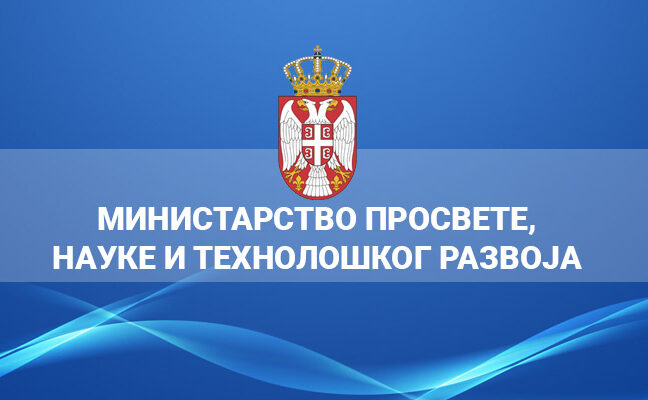 МИНИСТАРСТВО ПРОСВЕТЕ,
НАУКЕ И ТЕХНОЛОШКОГ РАЗВОЈА